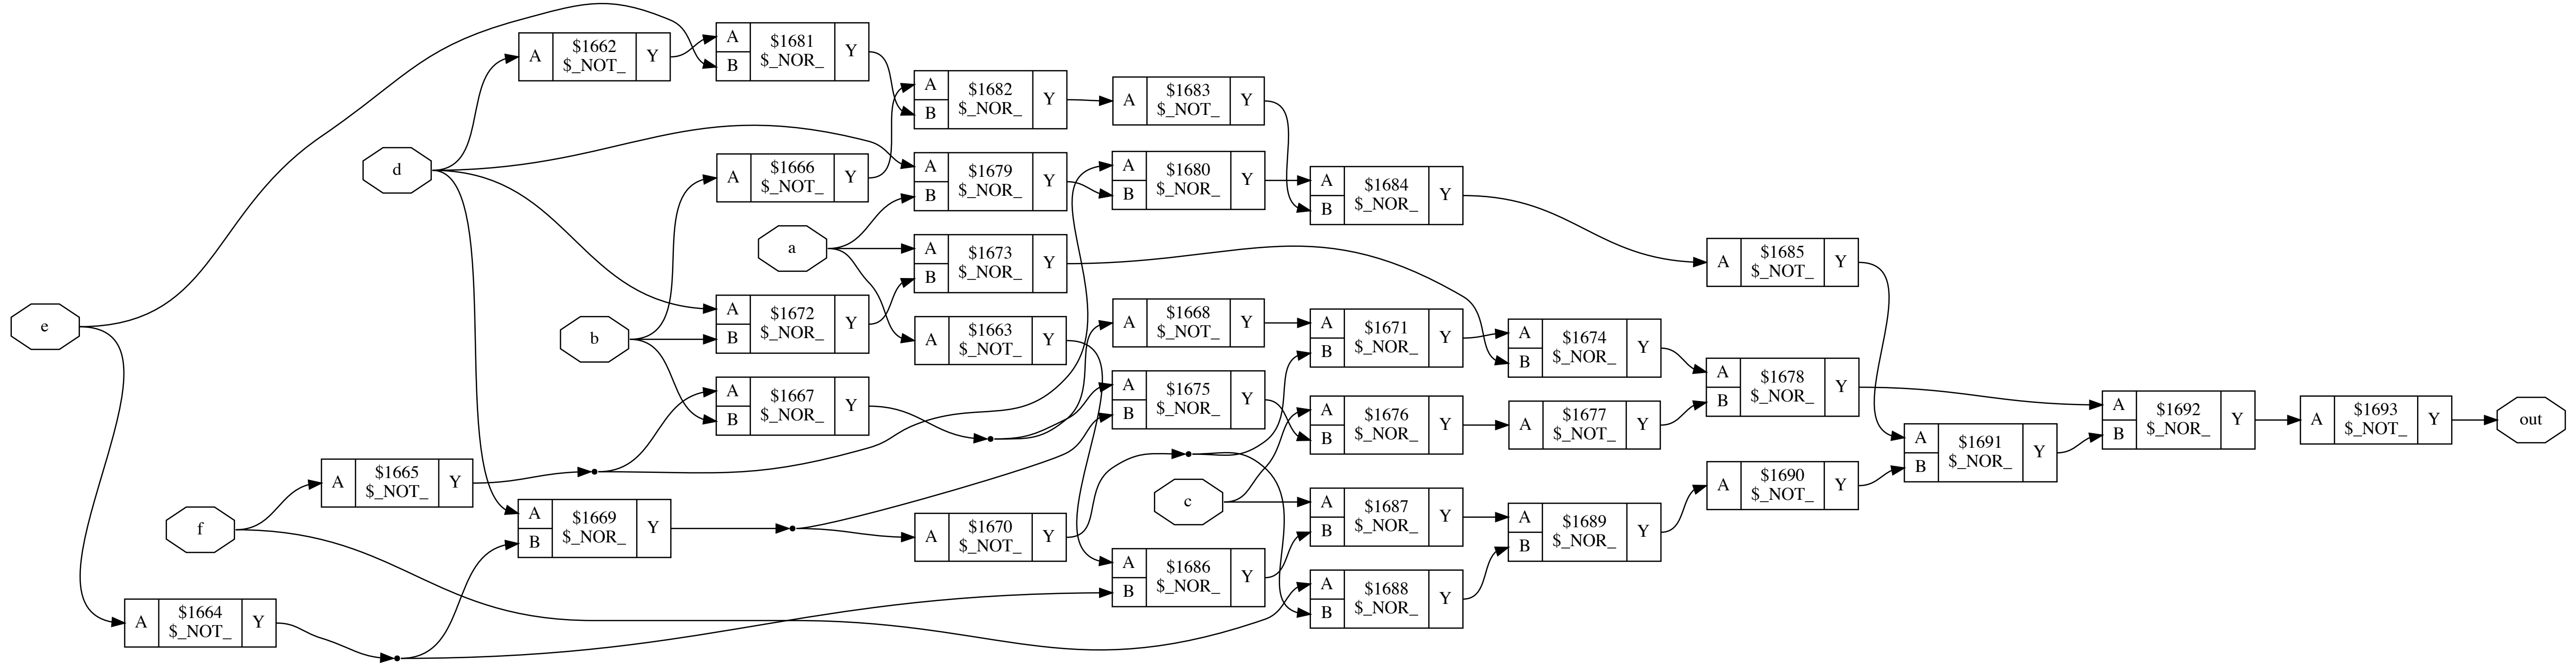 e
f
A $1664 Y
$_NOT_
A $1665 Y
$_NOT_
d
A $1662 Y
$_NOT_
A $1669 Y
B $_NOR_
b
A $1681 Y
B $_NOR_
A $1666 Y
$_NOT_
a
A $1672 Y
B $_NOR_
A $1667 Y
B $_NOR_
A $1682 Y
B $_NOR_
A $1679 Y
B $_NOR_
A $1673 Y
B $_NOR_
A $1663 Y
$_NOT_
A $1670 Y
$_NOT_
A $1683 Y
$_NOT_
A $1680 Y
B $_NOR_
A $1668 Y
$_NOT_
A $1675 Y
B $_NOR_
c
A $1686 Y
B $_NOR_
A $1684 Y
B $_NOR_
A $1671 Y
B $_NOR_
A $1676 Y
B $_NOR_
A $1687 Y
B $_NOR_
A $1688 Y
B $_NOR_
A $1674 Y
B $_NOR_
A $1677 Y
$_NOT_
A $1689 Y
B $_NOR_
A $1685 Y
$_NOT_
A $1678 Y
B $_NOR_
A $1690 Y
$_NOT_
A $1691 Y
B $_NOR_
A $1692 Y
B $_NOR_
A $1693 Y
$_NOT_
out